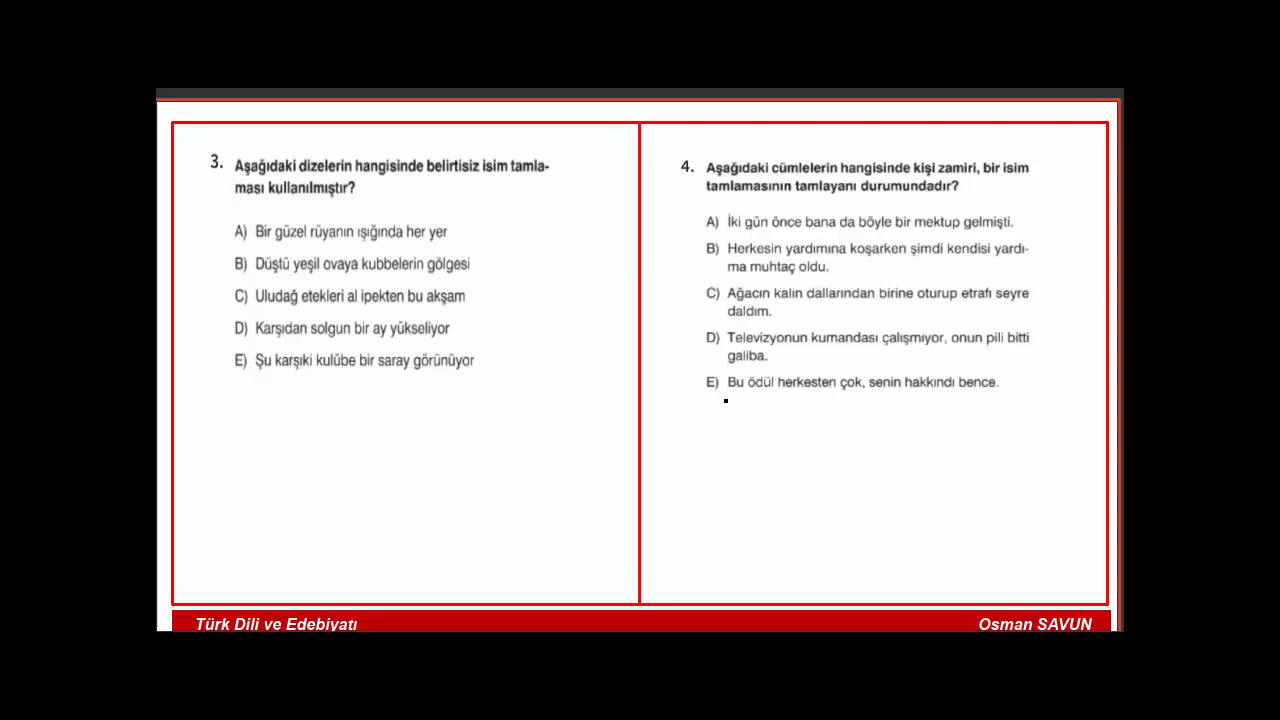 3. Aşağıdaki dizelerin hangisinde belirtisiz isim tamla-
ması kullanılmıştır?
A) Bir güzel rüyanın ışığında her yer
B) Düştü yeşil ovaya kubbelerin gölgesi
C) Uludağ etekleri al ipekten bu akşam
D) Karşıdan solgun bir ay yükseliyor
E) Şu karşıki kulübe bir saray görünüyor
4. Aşağıdaki cümlelerin hangisinde kişi zamiri, bir isim
tamlamasının tamlayanı durumundadır?
A) İki gün önce bana da böyle bir mektup gelmişti.
B) Herkesin yardımına koşarken şimdi kendisi yardı-
ma muhtaç oldu.
C) Ağacın kalın dallarından birine oturup etrafı seyre
daldım.
D) Televizyonun kumandası çalışmıyor, onun pili bitti
galiba.
E) Bu ödül herkesten çok, senin hakkındı bence.
Türk Dili ve Edebiyatı
Osman SAVUN